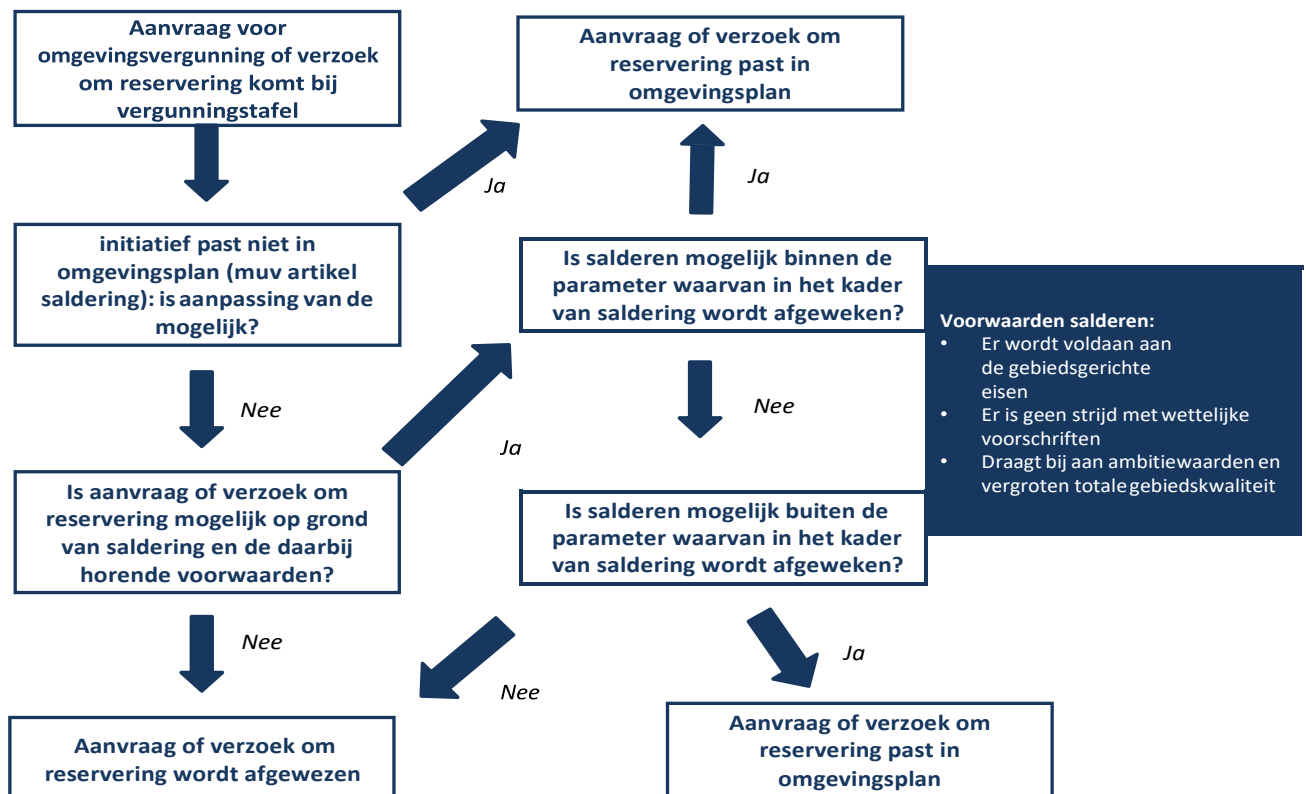 Aanvraag voor
omgevingsvergunning of verzoek
om reservering komt bij
vergunningstafel
Aanvraag of verzoek om
reservering past in
omgevingsplan
Ja
Ja
initiatief past niet in
omgevingsplan (muv artikel
saldering): is aanpassing van de
mogelijk?
Is salderen mogelijk binnen de
parameter waarvan in het kader
van saldering wordt afgeweken?
Voorwaarden salderen:
• Er wordt voldaan aan
de gebiedsgerichte
eisen
• Er is geen strijd met wettelijke
voorschriften
• Draagt bij aan ambitiewaarden en
vergroten totale gebiedskwaliteit
Nee
Ja
Nee
Is aanvraag of verzoek om
reservering mogelijk op grond
van saldering en de daarbij
horende voorwaarden?
Is salderen mogelijk buiten de
parameter waarvan in het kader
van saldering wordt afgeweken?
Nee
Nee
Ja
Aanvraag of verzoek om
reservering wordt afgewezen
Aanvraag of verzoek om
reservering past in
omgevingsplan